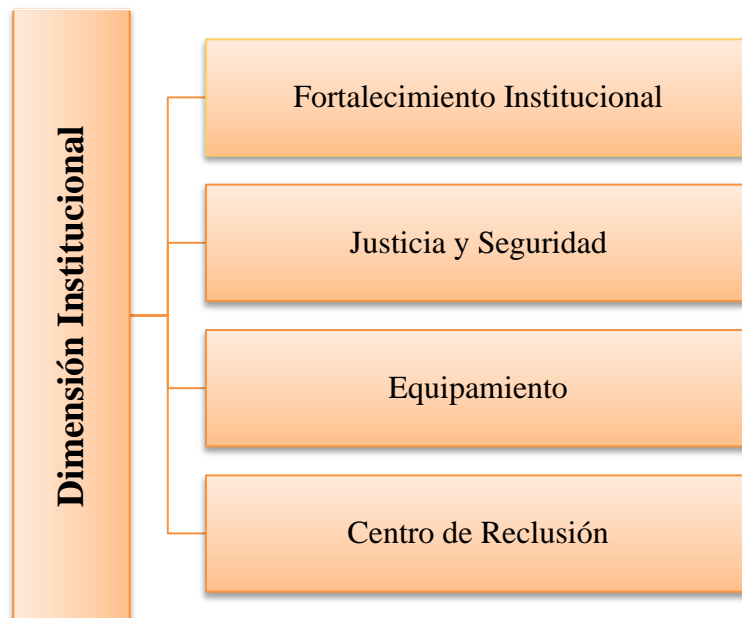 Dimensión Institucional
Fortalecimiento Institucional
Justicia y Seguridad
Equipamiento
Centro de Reclusión